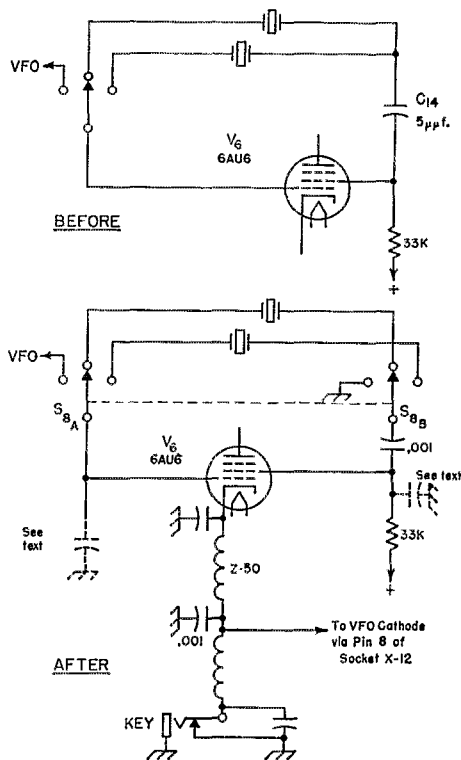 VFO
C14
5μμf.
V6
6AU6
BEFORE
33K
+
VFO
S8A
S8B
V6
6AU6
.001
See text
See
text
Z-50
33K
+
.001
To VFO Cathode
via Pin 8 of
Socket X-12
AFTER
KEY